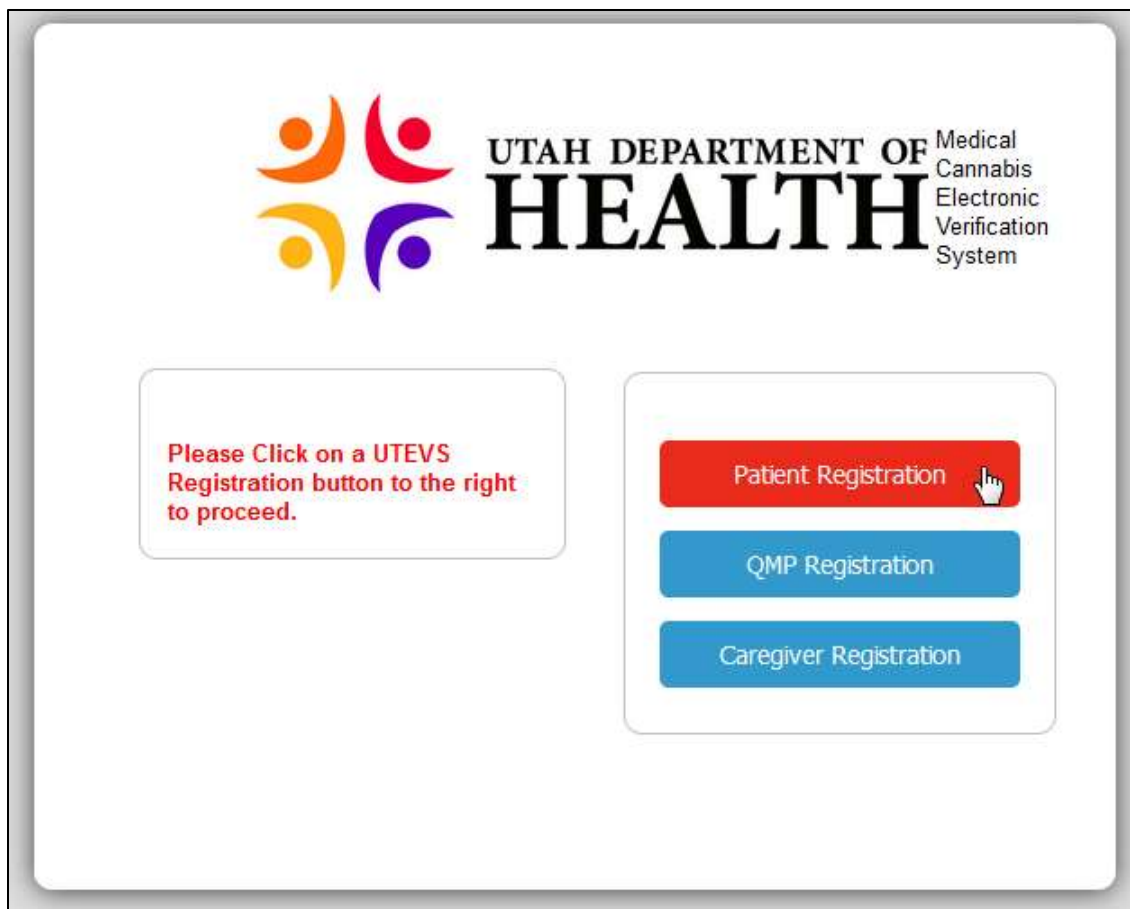 UTAH DEPARTMENT OF
HEALTH
Medical
Cannabis
Electronic
Verification
System
Please Click on a UTEVS
Registration button to the right
to proceed.
Patient Registration
QMP Registration
Caregiver Registration